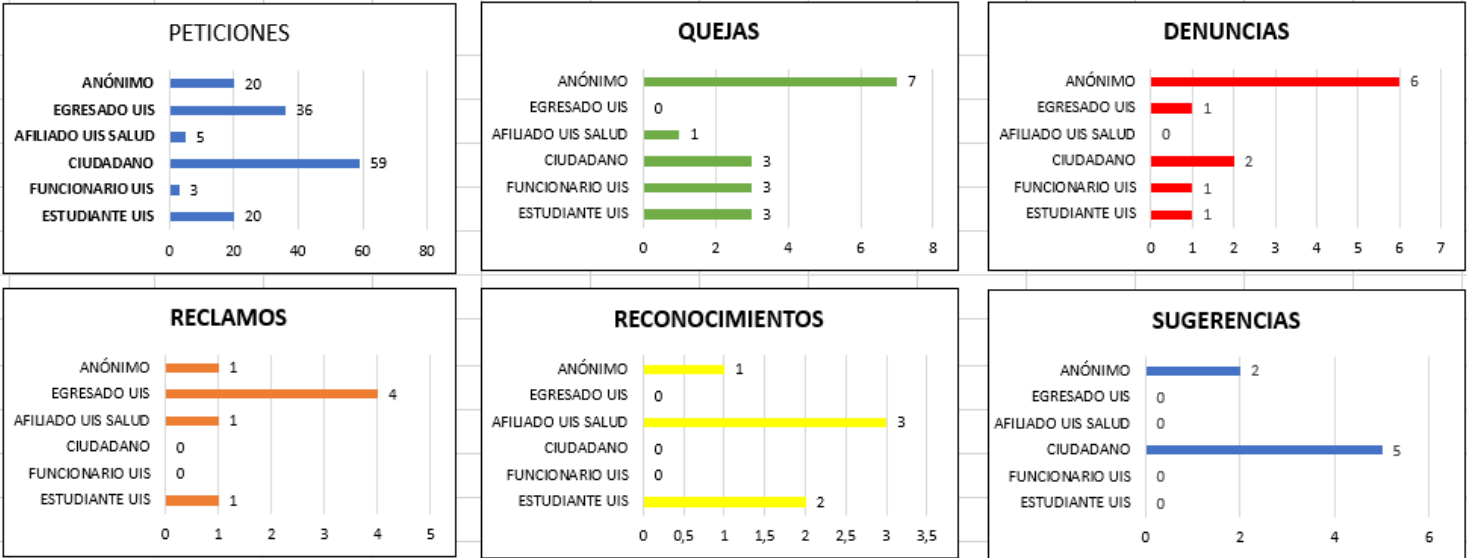 PETICIONES
ANÓNIMO 20
EGRESADO UIS 36
AFILIADO UIS SALUD 5
CIUDADANO 59
FUNCIONARIO UIS 3
ESTUDIANTE UIS 20
0 20 40 60 80
QUEJAS
ANÓNIMO 7
EGRESADO UIS 0
AFILIADO UIS SALUD 1
CIUDADANO 3
FUNCIONARIO UIS 3
ESTUDIANTE UIS 3
0 2 4 6 8
DENUNCIAS
ANÓNIMO 6
EGRESADO UIS 1
AFILIADO UIS SALUD 0
CIUDADANO 2
FUNCIONARIO UIS 1
ESTUDIANTE UIS 1
0 1 2 3 4 5 6 7
RECLAMOS
ANÓNIMO 1
EGRESADO UIS 4
AFILIADO UIS SALUD 1
CIUDADANO 0
FUNCIONARIO UIS 0
ESTUDIANTE UIS 1
0 1 2 3 4 5
RECONOCIMIENTOS
ANÓNIMO 1
EGRESADO UIS 0
AFILIADO UIS SALUD 3
CIUDADANO 0
FUNCIONARIO UIS 0
ESTUDIANTE UIS 2
0 0,5 1 1,5 2 2,5 3 3,5
SUGERENCIAS
ANÓNIMO 2
EGRESADO UIS 0
AFILIADO UIS SALUD 0
CIUDADANO 5
FUNCIONARIO UIS 0
ESTUDIANTE UIS 0
0 2 4 6